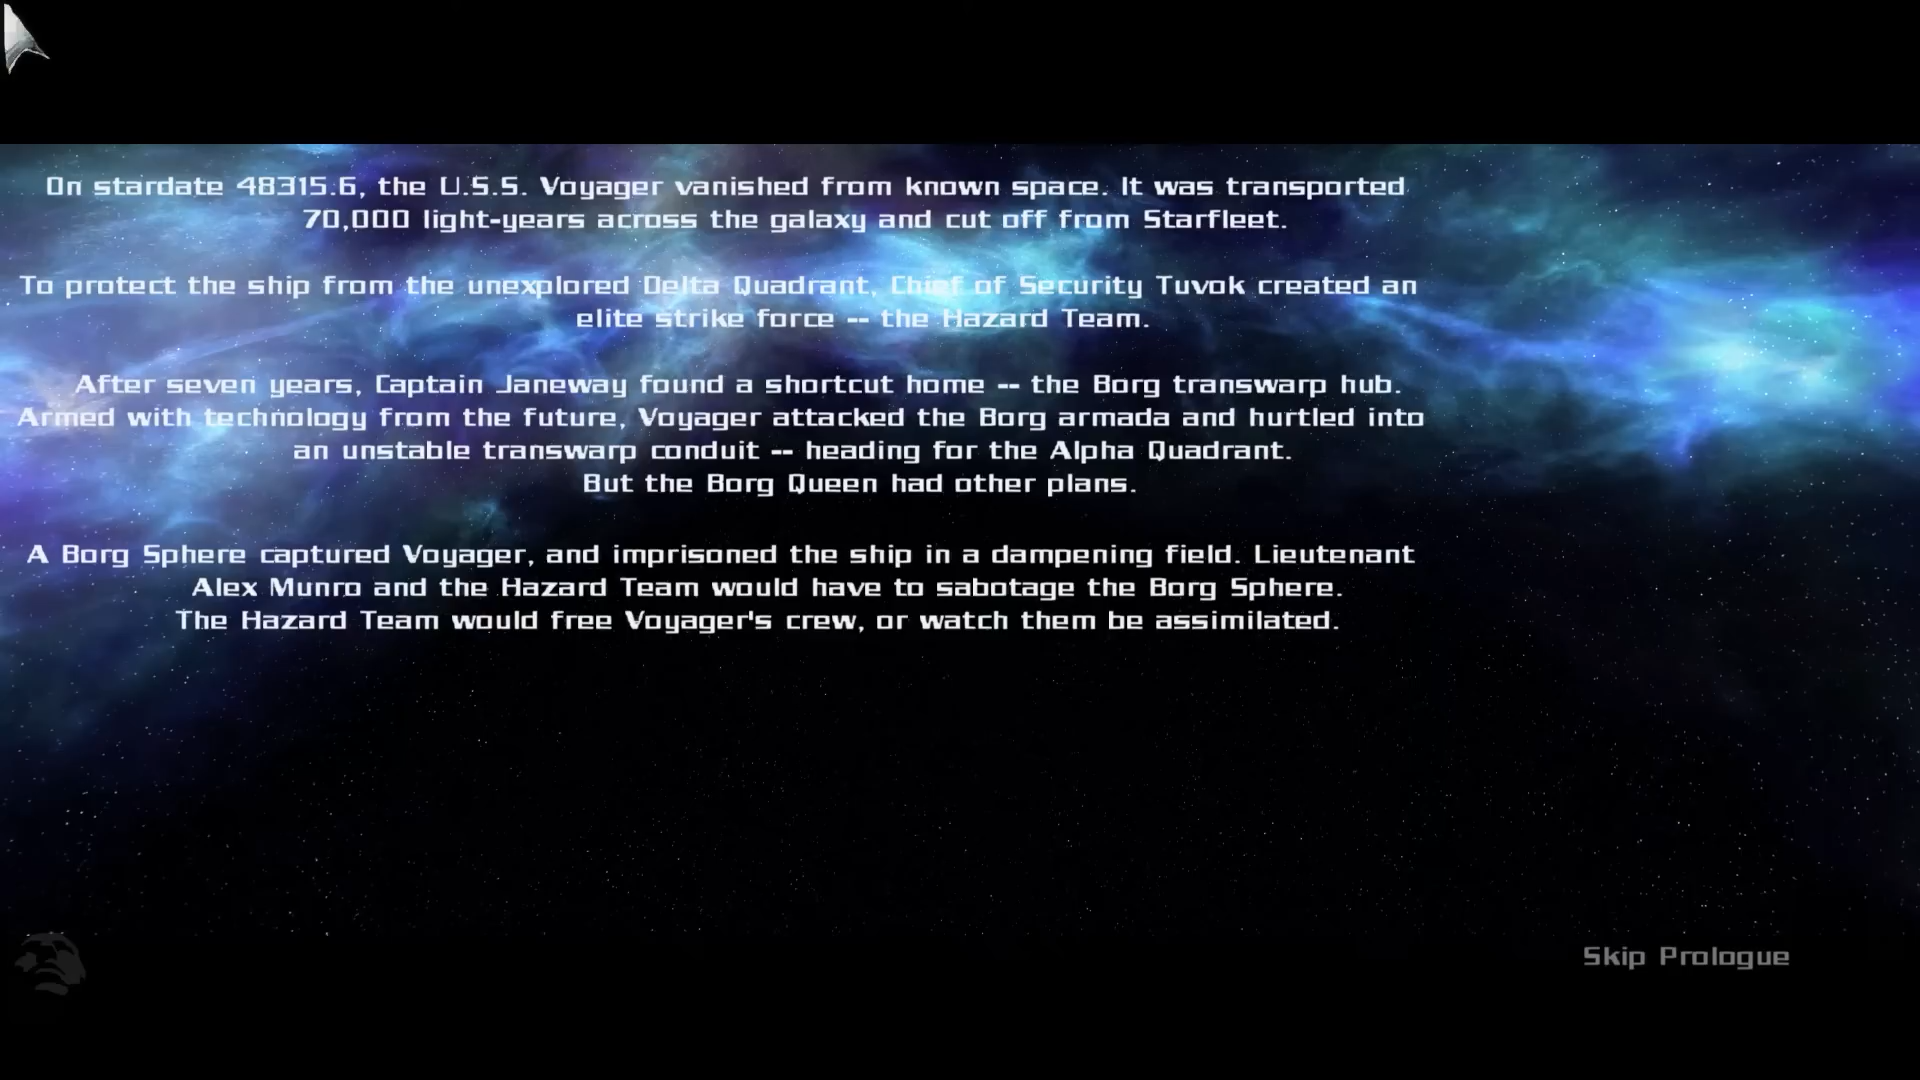 On stardate 48315.6, the U.S.S. Voyager vanished from known space. It was transported
70,000 light-years across the galaxy and cut off from Starfleet.
To protect the ship from the unexplored Delta Quadrant, Chief of Security Tuvok created an
elite strike force -- the Hazard Team.
After seven years, Captain Janeway found a shortcut home -- the Borg transwarp hub.
Armed with technology from the future, Voyager attacked the Borg armada and hurtled into
an unstable transwarp conduit -- heading for the Alpha Quadrant.
But the Borg Queen had other plans.
A Borg Sphere captured Voyager, and imprisoned the ship in a dampening field. Lieutenant
Alex Munro and the Hazard Team would have to sabotage the Borg Sphere.
The Hazard Team would free Voyager's crew, or watch them be assimilated.
Skip Prologue